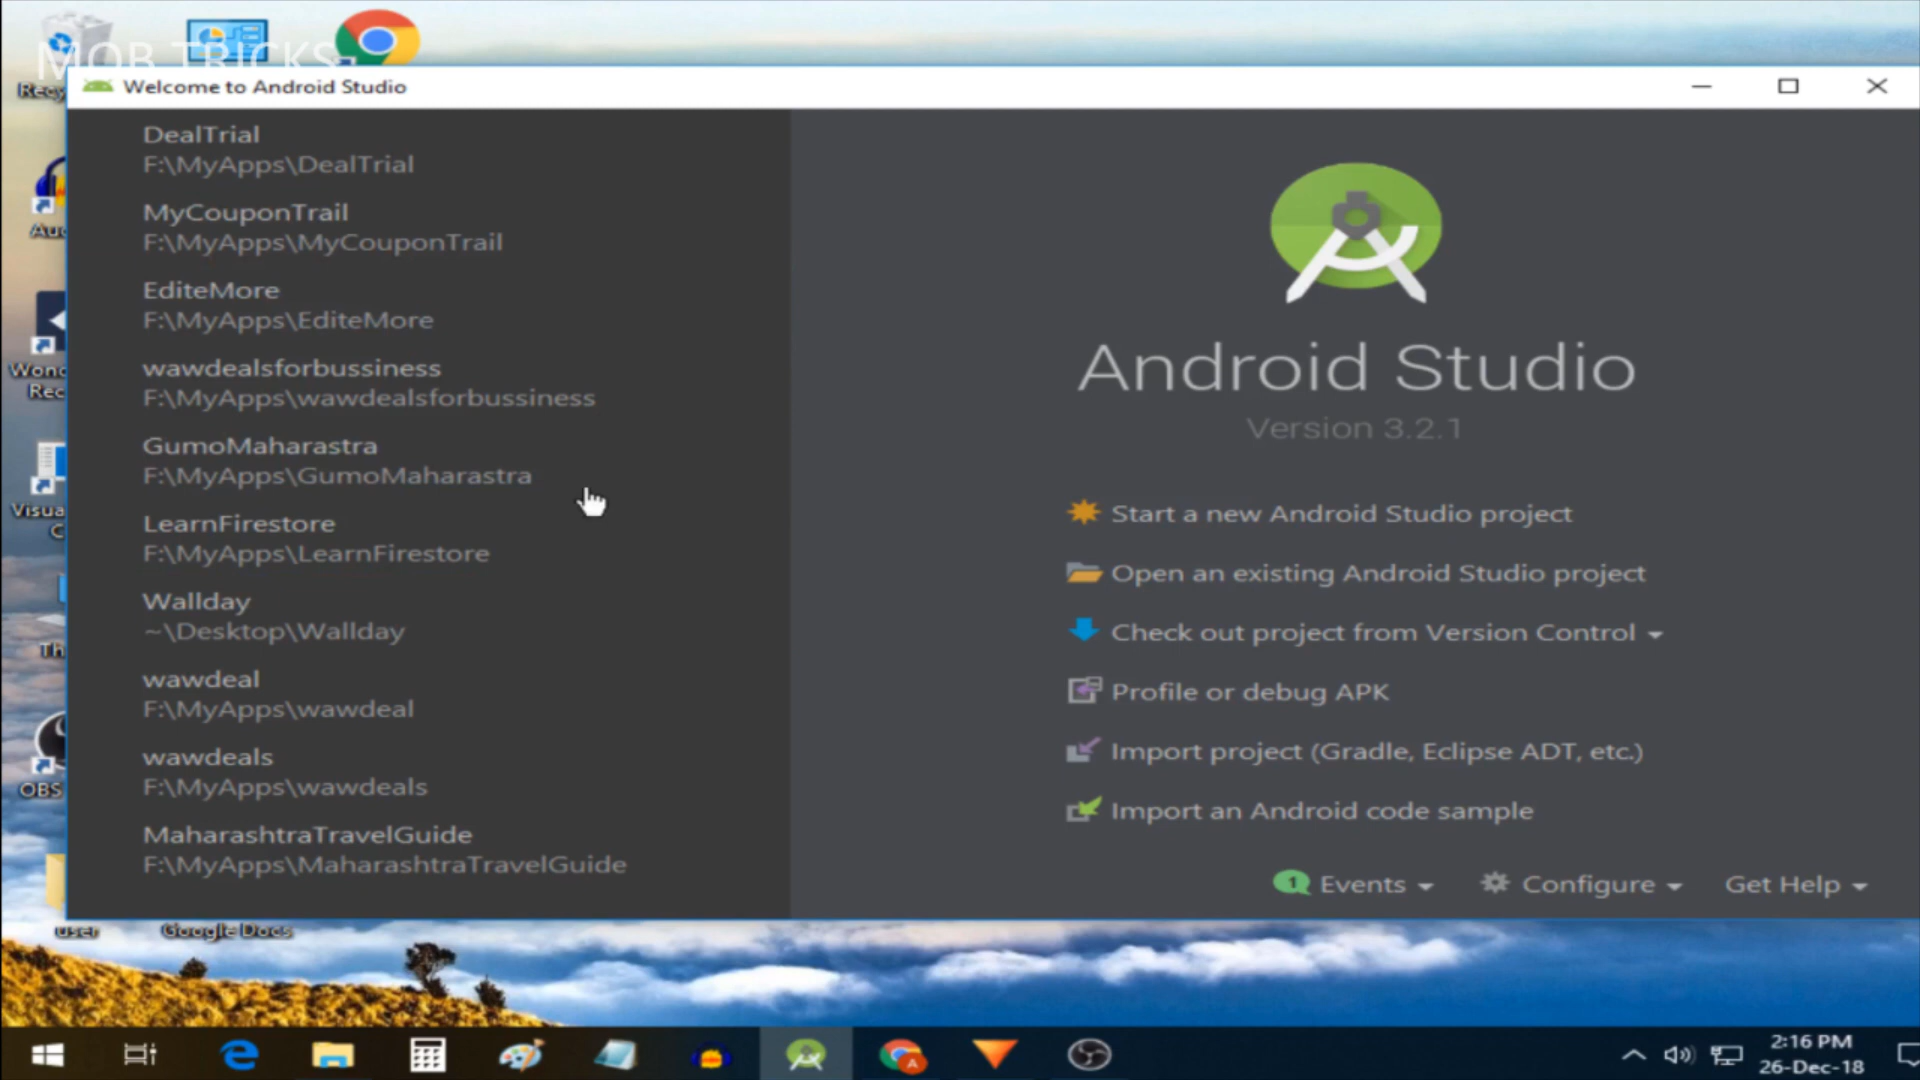 MOB TRICKS
Welcome to Android Studio
DealTrial
F:\MyApps\DealTrial
MyCouponTrail
F:\MyApps\MyCouponTrail
EditeMore
F:\MyApps\EditeMore
wawdealsforbussiness
F:\MyApps\wawdealsforbussiness
GumoMaharastra
F:\MyApps\GumoMaharastra
LearnFirestore
F:\MyApps\LearnFirestore
Wallday
~\Desktop\Wallday
wawdeal
F:\MyApps\wawdeal
wawdeals
F:\MyApps\wawdeals
MaharashtraTravelGuide
F:\MyApps\MaharashtraTravelGuide
Android Studio
Version 3.2.1
Start a new Android Studio project
Open an existing Android Studio project
Check out project from Version Control
Profile or debug APK
Import project (Gradle, Eclipse ADT, etc.)
Import an Android code sample
1 Events
Configure
Get Help
OBS
user
Google Docs
2:16 PM
26-Dec-18